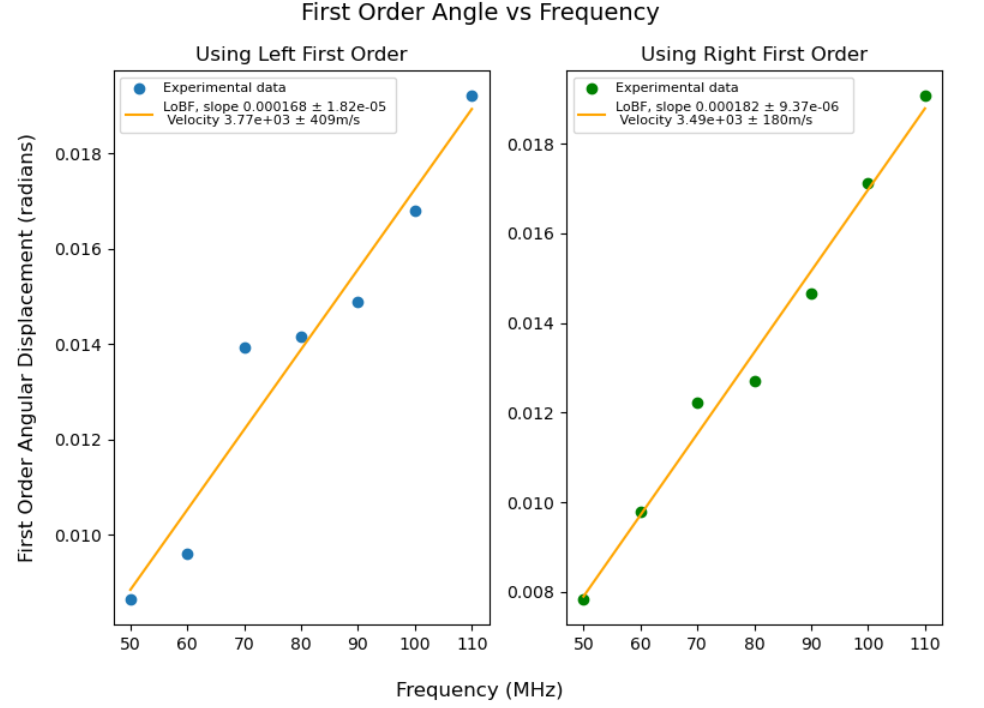 First Order Angle vs Frequency
Using Left First Order
Experimental data
LoBF, slope 0.000168 ± 1.82e-05
Velocity 3.77e+03 ± 409m/s
0.018
0.016
0.014
0.012
0.010
50 60 70 80 90 100 110
First Order Angular Displacement (radians)
Using Right First Order
Experimental data
LoBF, slope 0.000182 ± 9.37e-06
Velocity 3.49e+03 ± 180m/s
0.018
0.016
0.014
0.012
0.010
0.008
50 60 70 80 90 100 110
Frequency (MHz)